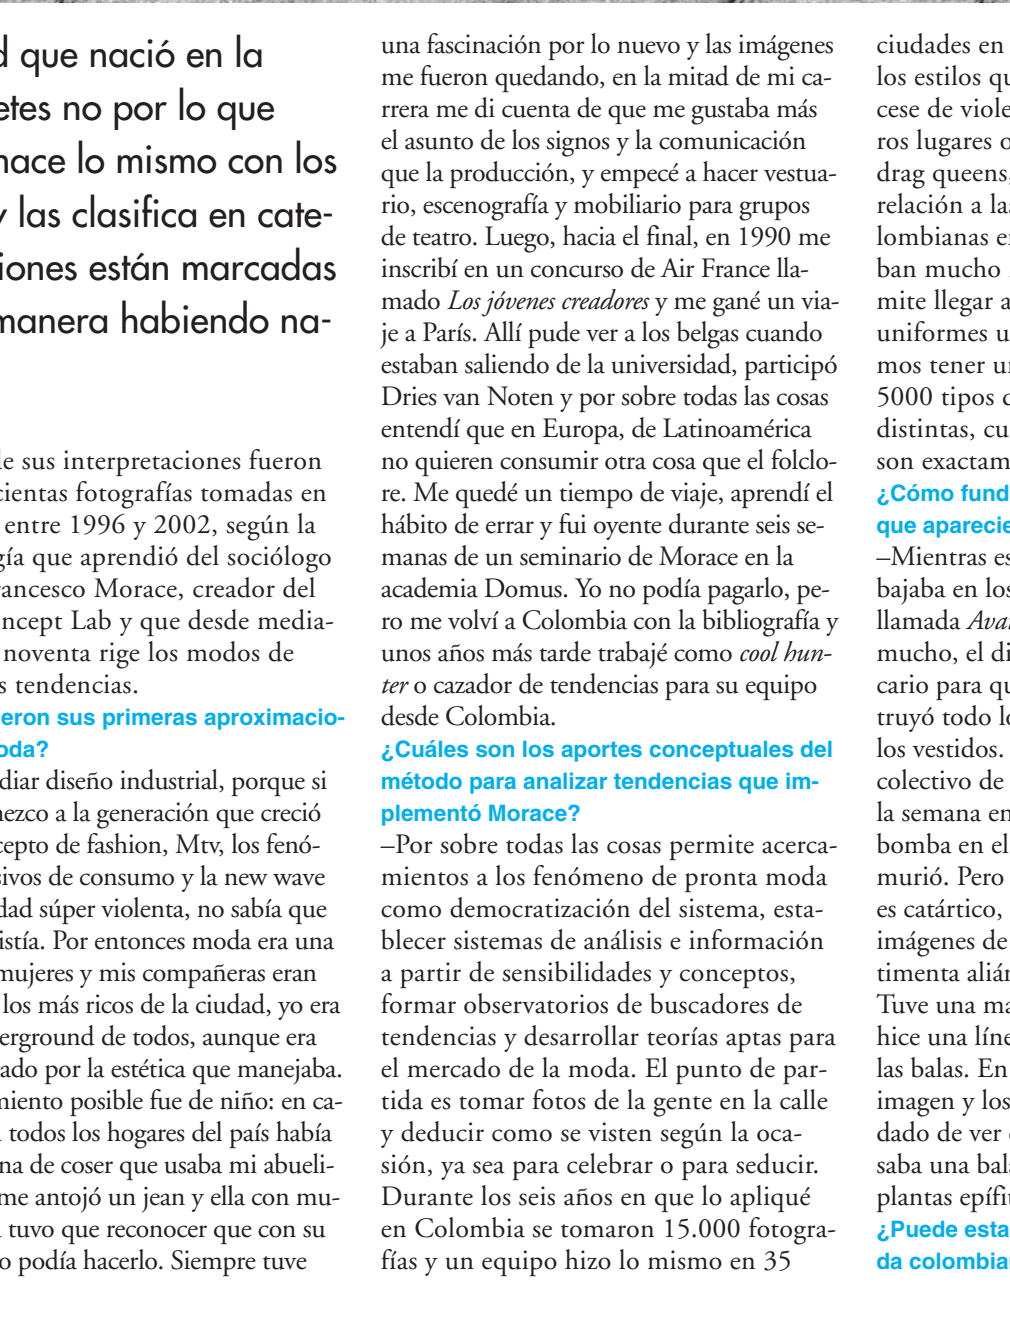 d que nació en la
etes no por lo que
hace lo mismo con los
y las clasifica en cate-
iones están marcadas
manera habiendo na-
de sus interpretaciones fueron
cientas fotografías tomadas en
entre 1996 y 2002, según la
gía que aprendió del sociólogo
rancesco Morace, creador del
ncept Lab y que desde media-
noventa rige los modos de
s tendencias.
eron sus primeras aproximacio-
oda?
diar diseño industrial, porque si
nezco a la generación que creció
cepto de fashion, Mtv, los fenó-
sivos de consumo y la new wave
dad súper violenta, no sabía que
istía. Por entonces moda era una
mujeres y mis compañeras eran
los más ricos de la ciudad, yo era
erground de todos, aunque era
ado por la estética que manejaba.
miento posible fue de niño: en ca-
n todos los hogares del país había
na de coser que usaba mi abueli-
me antojó un jean y ella con mu-
a tuvo que reconocer que con su
o podía hacerlo. Siempre tuve
una fascinación por lo nuevo y las imágenes
me fueron quedando, en la mitad de mi ca-
rrera me di cuenta de que me gustaba más
el asunto de los signos y la comunicación
que la producción, y empecé a hacer vestua-
rio, escenografía y mobiliario para grupos
de teatro. Luego, hacia el final, en 1990 me
inscribí en un concurso de Air France lla-
mado Los jóvenes creadores y me gané un via-
je a París. Allí pude ver a los belgas cuando
estaban saliendo de la universidad, participó
Dries van Noten y por sobre todas las cosas
entendí que en Europa, de Latinoamérica
no quieren consumir otra cosa que el folclo-
re. Me quedé un tiempo de viaje, aprendí el
hábito de errar y fui oyente durante seis se-
manas de un seminario de Morace en la
academia Domus. Yo no podía pagarlo, pe-
ro me volví a Colombia con la bibliografía y
unos años más tarde trabajé como cool hun-
ter o cazador de tendencias para su equipo
desde Colombia.
¿Cuáles son los aportes conceptuales del
método para analizar tendencias que im-
plementó Morace?
–Por sobre todas las cosas permite acerca-
mientos a los fenómeno de pronta moda
como democratización del sistema, esta-
blecer sistemas de análisis e información
a partir de sensibilidades y conceptos,
formar observatorios de buscadores de
tendencias y desarrollar teorías aptas para
el mercado de la moda. El punto de par-
tida es tomar fotos de la gente en la calle
y deducir como se visten según la oca-
sión, ya sea para celebrar o para seducir.
Durante los seis años en que lo apliqué
en Colombia se tomaron 15.000 fotogra-
fías y un equipo hizo lo mismo en 35
ciudades en
los estilos qu
cese de viole
ros lugares o
drag queens,
relación a las
lombianas en
ban mucho
mite llegar a
uniformes u
mos tener un
5000 tipos d
distintas, cu
son exactam
¿Cómo fund
que aparecie
–Mientras es
bajaba en los
llamada Avan
mucho, el di
cario para qu
truyó todo lo
los vestidos.
colectivo de
la semana en
bomba en el
murió. Pero
es catártico,
imágenes de
timenta alián
Tuve una ma
hice una líne
las balas. En
imagen y los
dado de ver
saba una bala
plantas epífit
¿Puede esta
da colombian